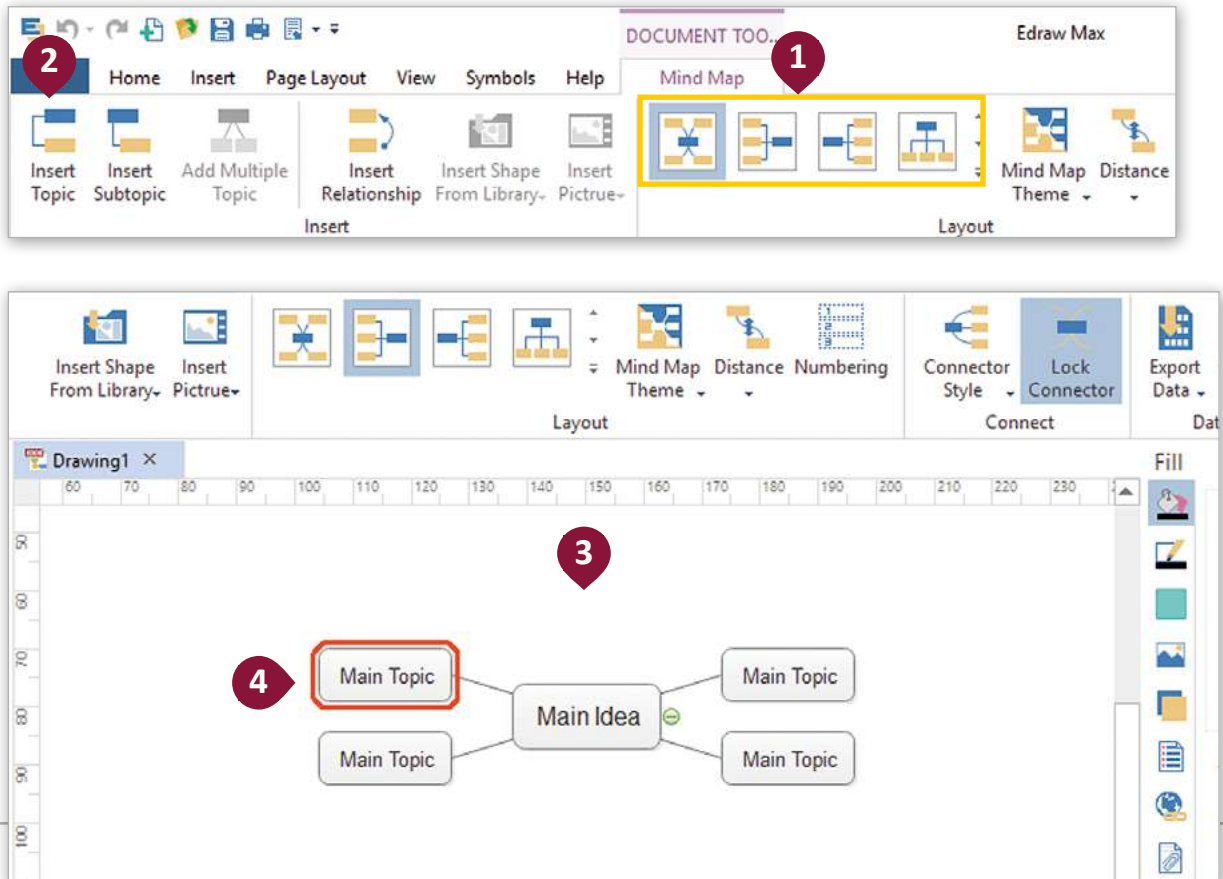 DOCUMENT TOO...
Edraw Max
2
1
Home Insert Page Layout View Symbols Help Mind Map
Insert Topic
Insert Subtopic
Add Multiple Topic
Insert Relationship
Insert Shape From Library
Insert Pictrue
Mind Map Theme
Distance
Insert
Layout
Insert Shape From Library
Insert Pictrue
Mind Map Theme
Distance
Numbering
1
2
3
Connector Style
Lock Connector
Export Data
Layout
Connect
Dat
Drawing1 ×
Fill
60 70 80 90 100 110 120 130 140 150 160 170 180 190 200 210 220 230
50
60
70
80
90
100
3
4
Main Topic
Main Topic
Main Idea
Main Topic
Main Topic